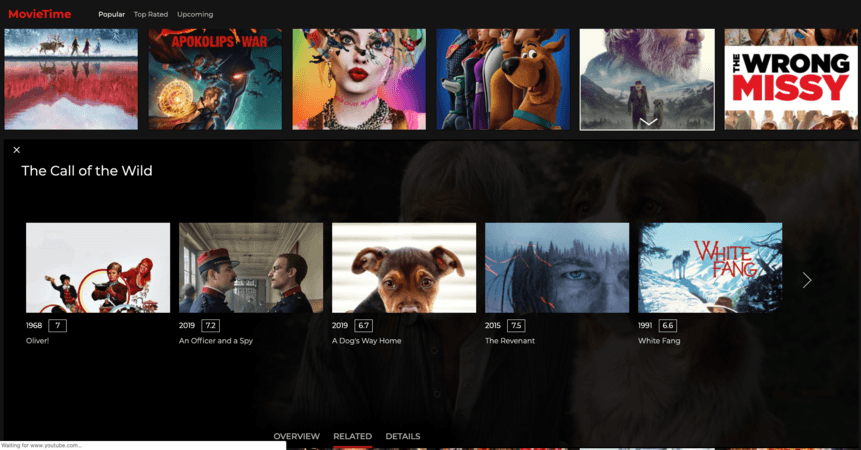 MovieTime
Popular Top Rated Upcoming
APOKOLIPS WAR
THE WRONG MISSY
The Call of the Wild
WHITE FANG
1968 7
Oliver!
2019 7.2
An Officer and a Spy
2019 6.7
A Dog's Way Home
2015 7.5
The Revenant
1991 6.6
White Fang
OVERVIEW RELATED DETAILS
Waiting for www.youtube.com...